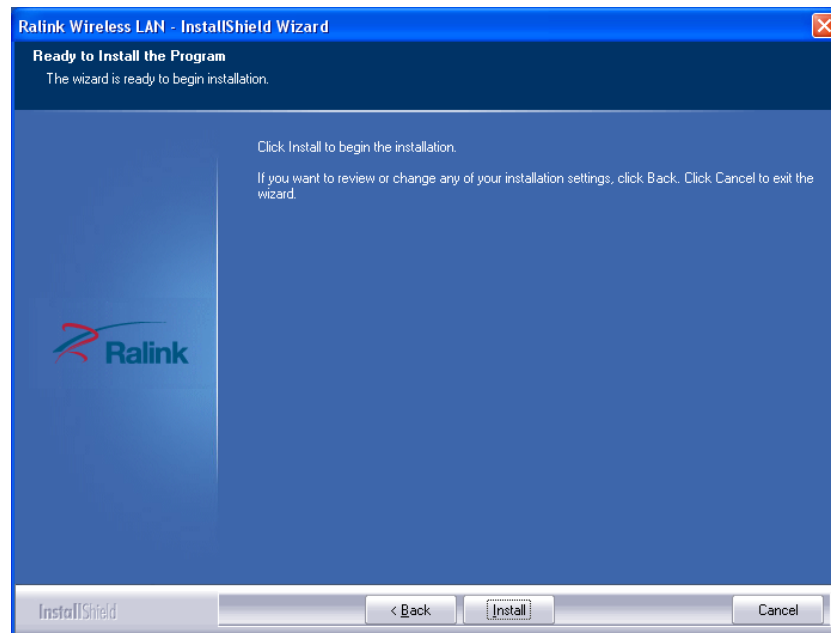 Ralink Wireless LAN - InstallShield Wizard
Ready to Install the Program
The wizard is ready to begin installation.
Click Install to begin the installation.
If you want to review or change any of your installation settings, click Back. Click Cancel to exit the
wizard.
Ralink
InstallShield
< Back
Install
Cancel